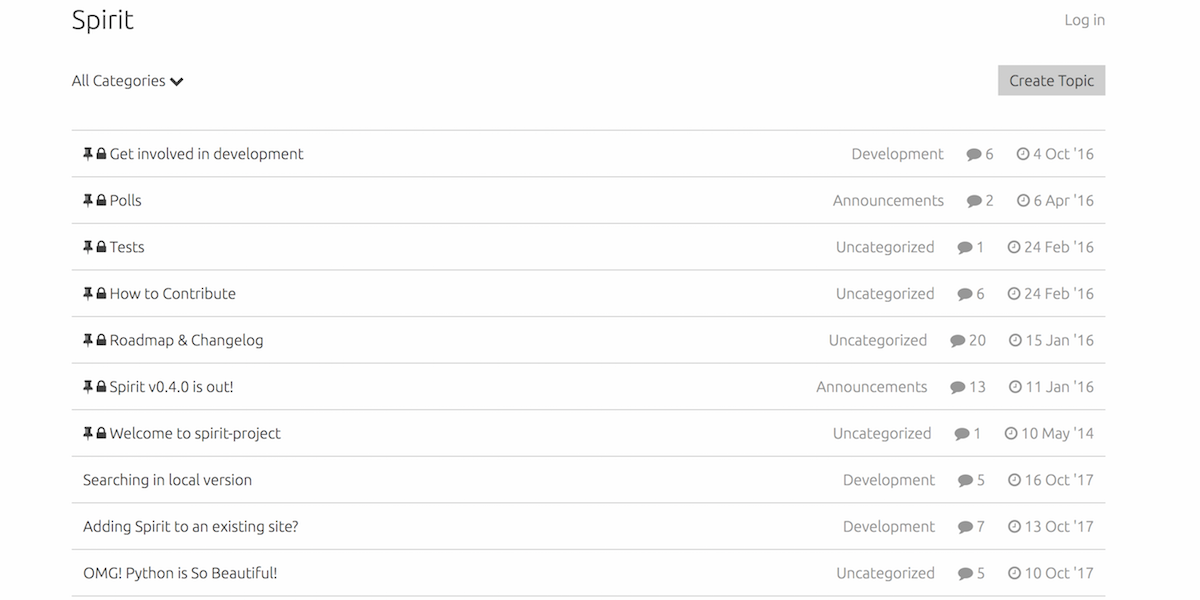 Spirit Log in
All Categories Create Topic
Get involved in development Development 6 4 Oct '16
Polls Announcements 2 6 Apr '16
Tests Uncategorized 1 24 Feb '16
How to Contribute Uncategorized 6 24 Feb '16
Roadmap & Changelog Uncategorized 20 15 Jan '16
Spirit v0.4.0 is out! Announcements 13 11 Jan '16
Welcome to spirit-project Uncategorized 1 10 May '14
Searching in local version Development 5 16 Oct '17
Adding Spirit to an existing site? Development 7 13 Oct '17
OMG! Python is So Beautiful! Uncategorized 5 10 Oct '17